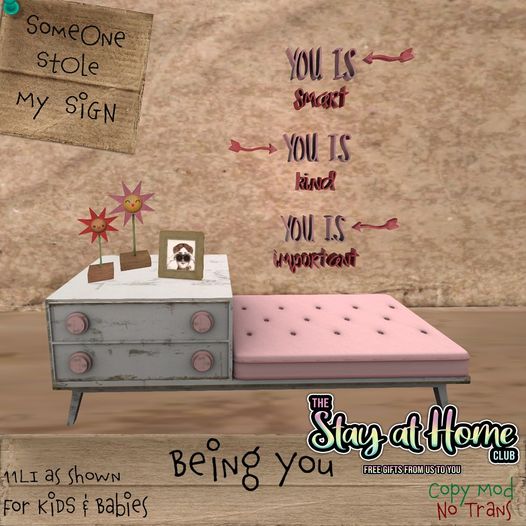 SomeONe
StOle
My SiGN
YOU IS
smart
YOU IS
kind
YOU IS
important
THE
Stay at Home
CLUB
FREE GIFTS FROM US TO YOU
Being You
11LI as SHOWN
FOR KiDS & BaBieS
Copy Mod
No TraNS